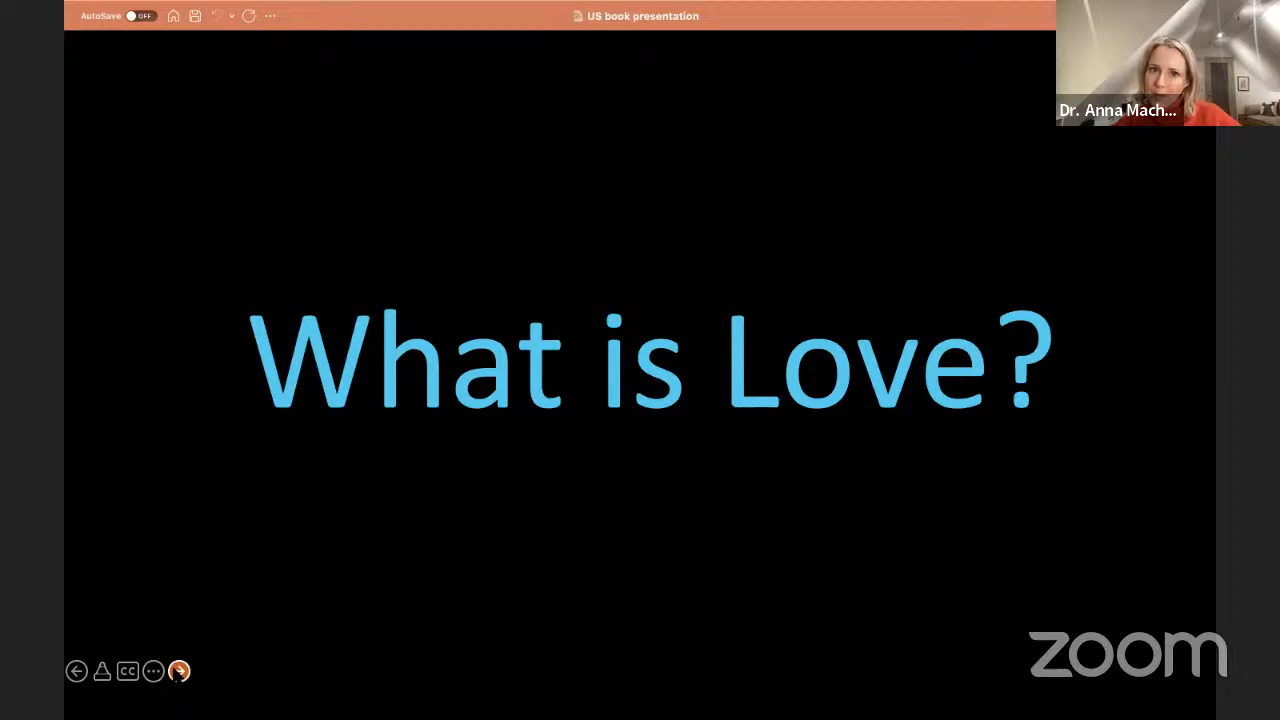 AutoSave OFF
US book presentation
Dr. Anna Mach...
What is Love?
CC
zoom